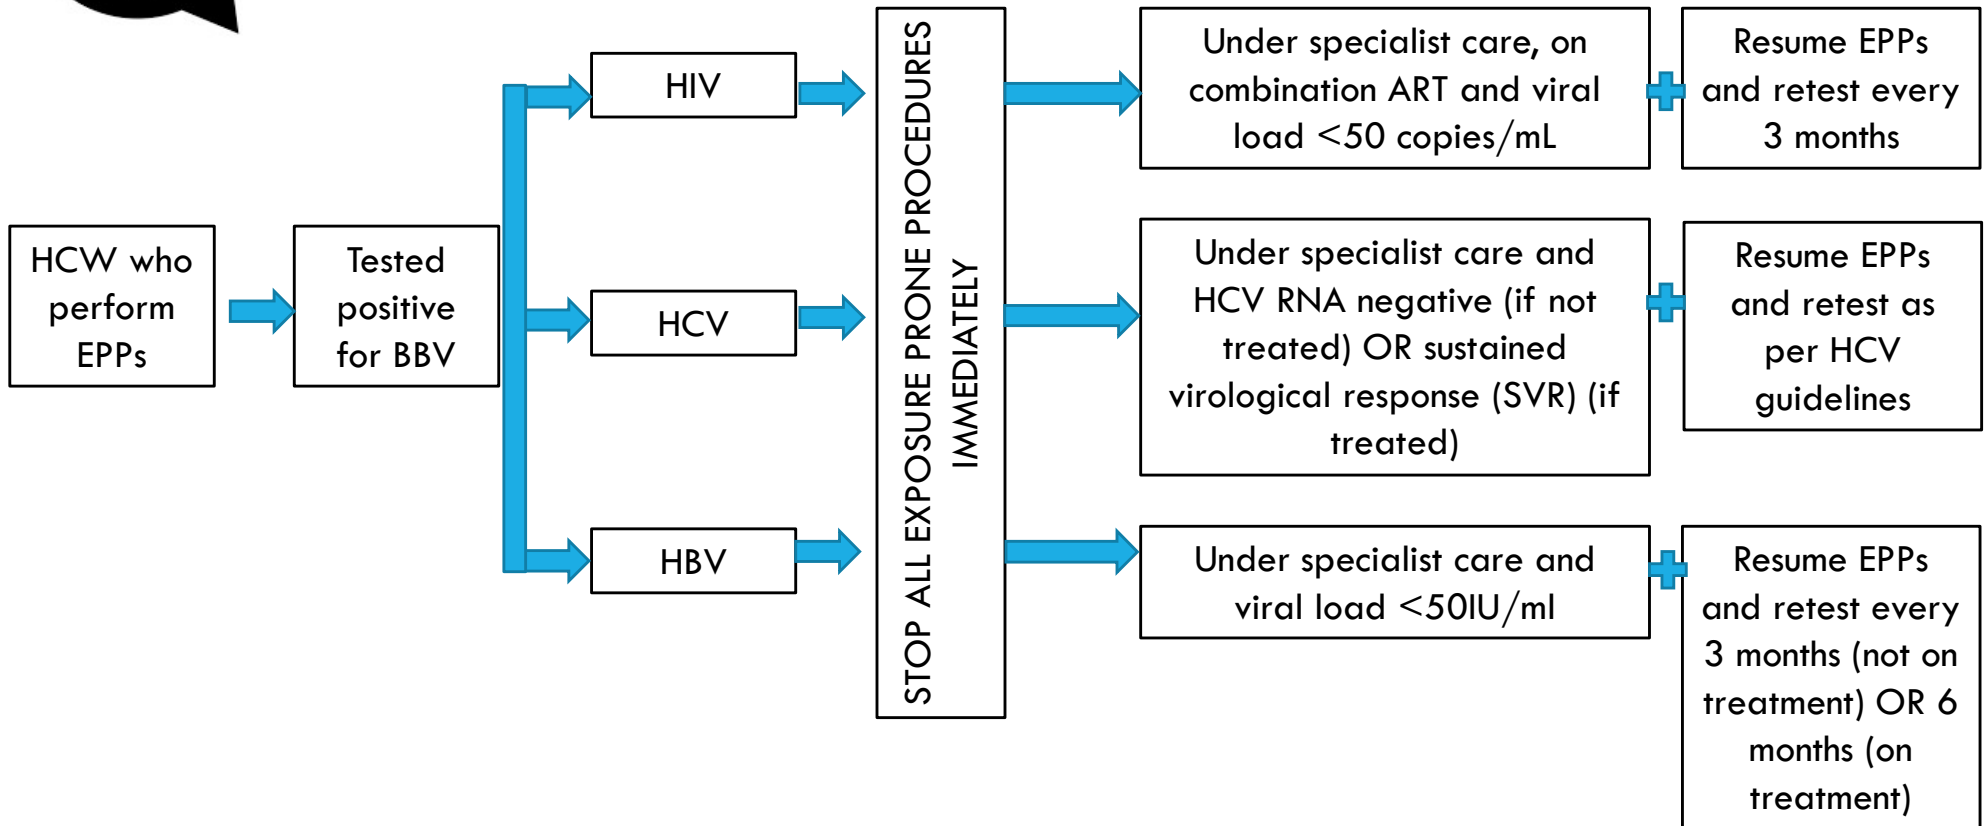 HCW who
perform
EPPs
Tested
positive
for BBV
HIV
HCV
HBV
STOP ALL EXPOSURE PRONE PROCEDURES
IMMEDIATELY
Under specialist care, on
combination ART and viral
load <50 copies/mL
Resume EPPs
and retest every
3 months
Under specialist care and
HCV RNA negative (if not
treated) OR sustained
virological response (SVR) (if
treated)
Resume EPPs
and retest as
per HCV
guidelines
Under specialist care and
viral load <50IU/ml
Resume EPPs
and retest every
3 months (not on
treatment) OR 6
months (on
treatment)